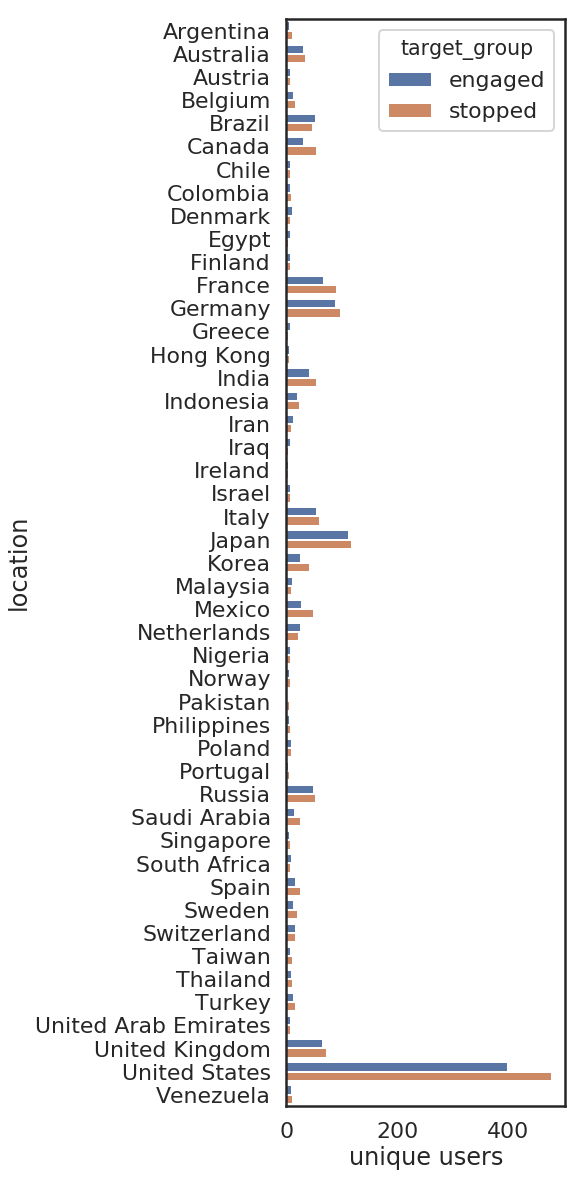 target_group
engaged
stopped
location
Argentina
Australia
Austria
Belgium
Brazil
Canada
Chile
Colombia
Denmark
Egypt
Finland
France
Germany
Greece
Hong Kong
India
Indonesia
Iran
Iraq
Ireland
Israel
Italy
Japan
Korea
Malaysia
Mexico
Netherlands
Nigeria
Norway
Pakistan
Philippines
Poland
Portugal
Russia
Saudi Arabia
Singapore
South Africa
Spain
Sweden
Switzerland
Taiwan
Thailand
Turkey
United Arab Emirates
United Kingdom
United States
Venezuela
0 200 400
unique users